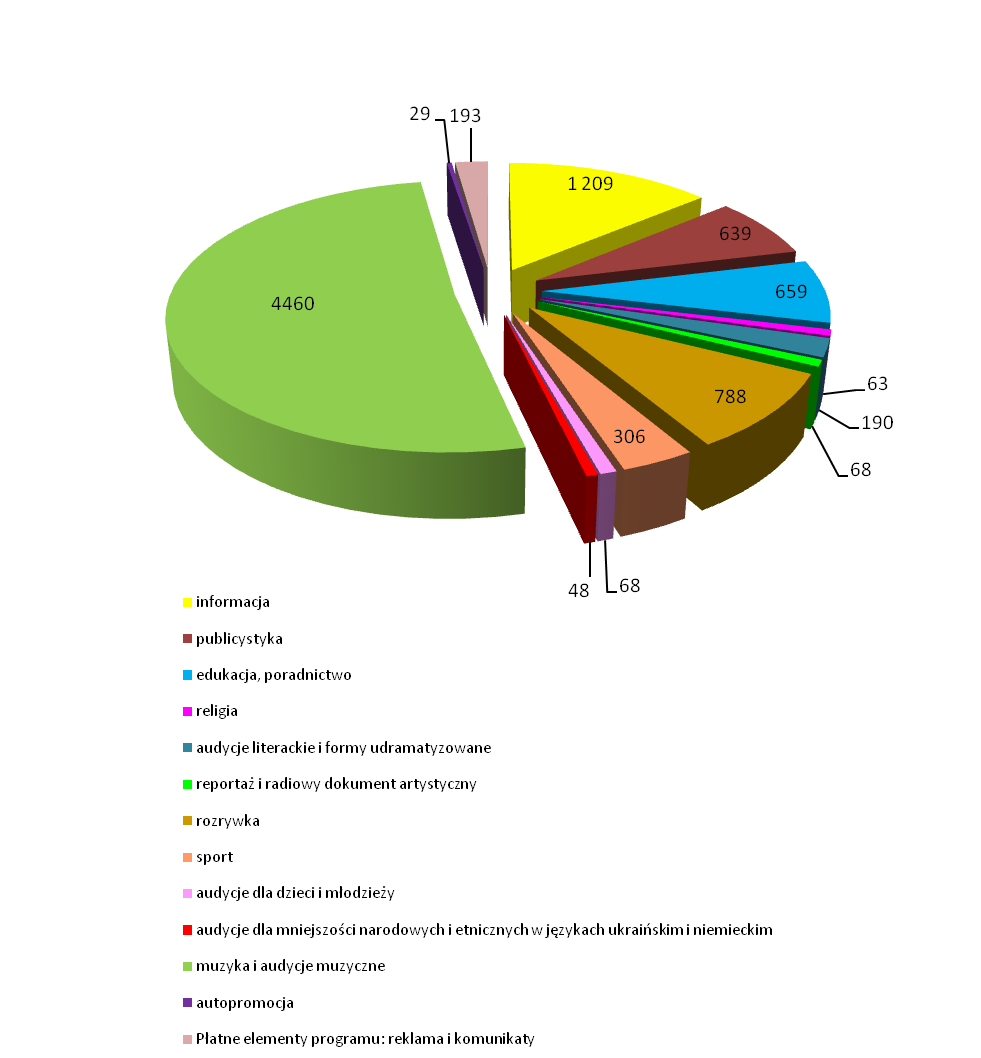 29
193
1 209
639
659
4460
63
788
190
306
68
48
68
informacja
publicystyka
edukacja, poradnictwo
religia
audycje literackie i formy udramatyzowane
reportaż i radiowy dokument artystyczny
rozrywka
sport
audycje dla dzieci i młodzieży
audycje dla mniejszości narodowych i etnicznych w językach ukraińskim i niemieckim
muzyka i audycje muzyczne
autopromocja
Płatne elementy programu: reklama i komunikaty